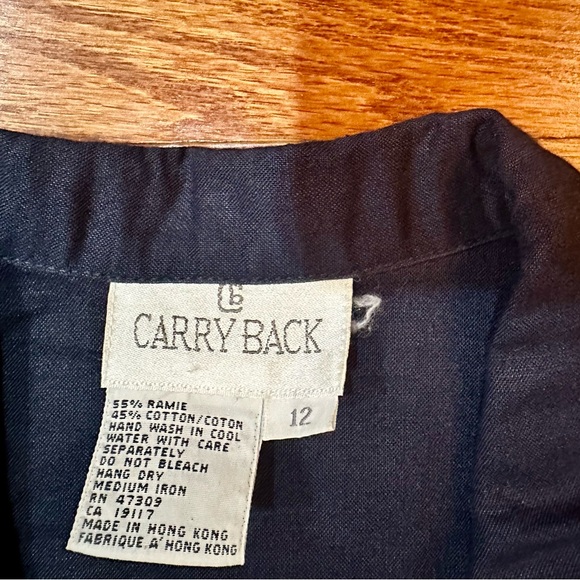 CARRY BACK
12
55% RAMIE
45% COTTON/COTON
HAND WASH IN COOL
WATER WITH CARE
SEPARATELY
DO NOT BLEACH
HANG DRY
MEDIUM IRON
RN 47309
CA 19117
MADE IN HONG KONG
FABRIQUE A' HONG KONG